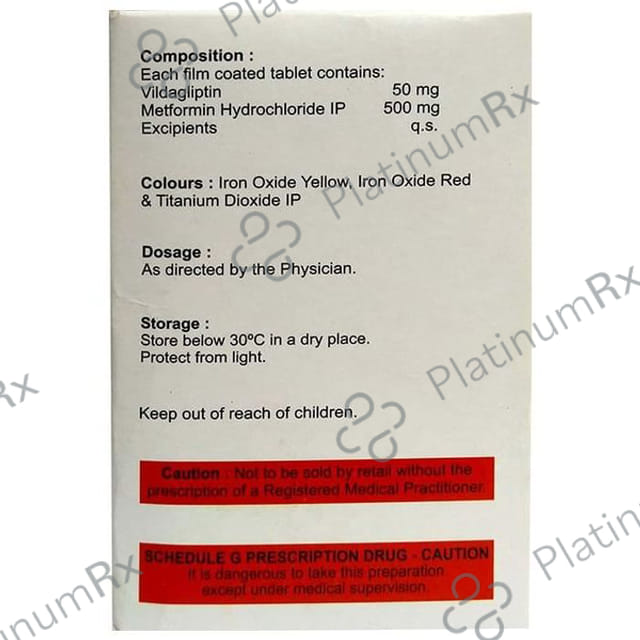 Composition :
Each film coated tablet contains:
Vildagliptin 50 mg
Metformin Hydrochloride IP 500 mg
Excipients q.s.
Colours : Iron Oxide Yellow, Iron Oxide Red
& Titanium Dioxide IP
Dosage :
As directed by the Physician.
Storage :
Store below 30ºC in a dry place.
Protect from light.
Keep out of reach of children.
Caution : Not to be sold by retail without the
prescription of a Registered Medical Practitioner.
SCHEDULE G PRESCRIPTION DRUG - CAUTION
It is dangerous to take this preparation
except under medical supervision.
PlatinumRx
PlatinumRx
PlatinumRx
PlatinumRx